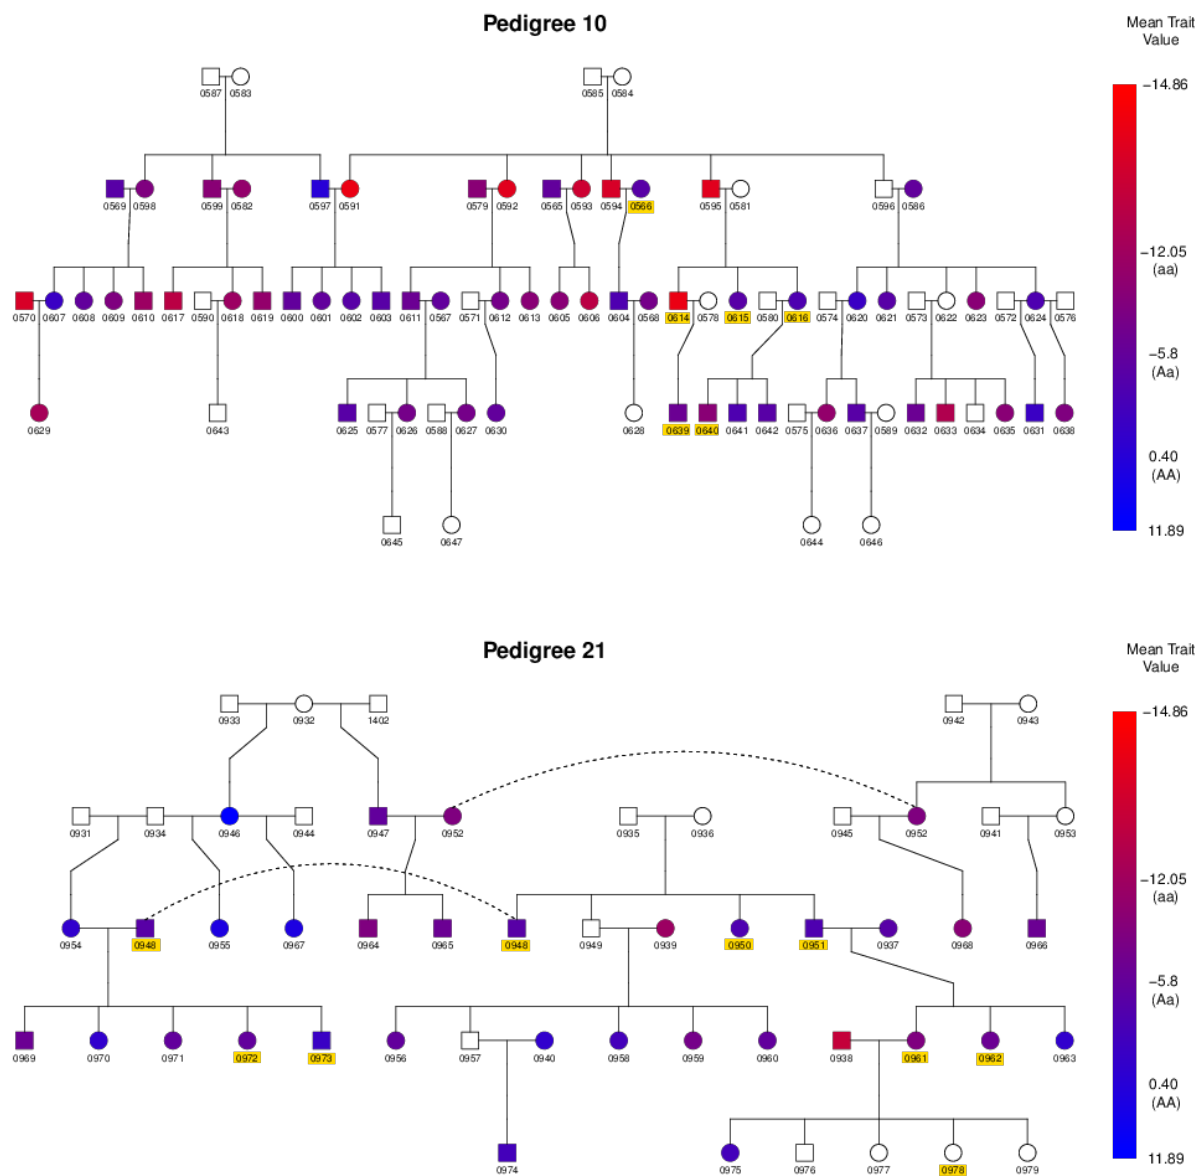 Pedigree 10
Mean Trait
Value
−14.86
−12.05
(aa)
−5.8
(Aa)
0.40
(AA)
11.89
0587 0583 0585 0584
0569 0598 0599 0582 0597 0591 0579 0592 0565 0593 0594 0566 0595 0581 0596 0586
0570 0607 0608 0609 0610 0617 0590 0618 0619 0600 0601 0602 0603 0611 0567 0571 0612 0613 0605 0606 0604 0568 0614 0578 0615 0580 0616 0574 0620 0621 0573 0622 0623 0572 0624 0576
0629 0643 0625 0577 0626 0588 0627 0630 0628 0639 0640 0641 0642 0575 0636 0637 0589 0632 0633 0634 0635 0631 0638
0645 0647 0644 0646
Pedigree 21
Mean Trait
Value
−14.86
−12.05
(aa)
−5.8
(Aa)
0.40
(AA)
11.89
0933 0932 1402 0942 0943
0931 0934 0946 0944 0947 0952 0935 0936 0945 0952 0941 0953
0954 0948 0955 0967 0964 0965 0948 0949 0939 0950 0951 0937 0968 0966
0969 0970 0971 0972 0973 0956 0957 0940 0958 0959 0960 0938 0961 0962 0963
0974 0975 0976 0977 0978 0979